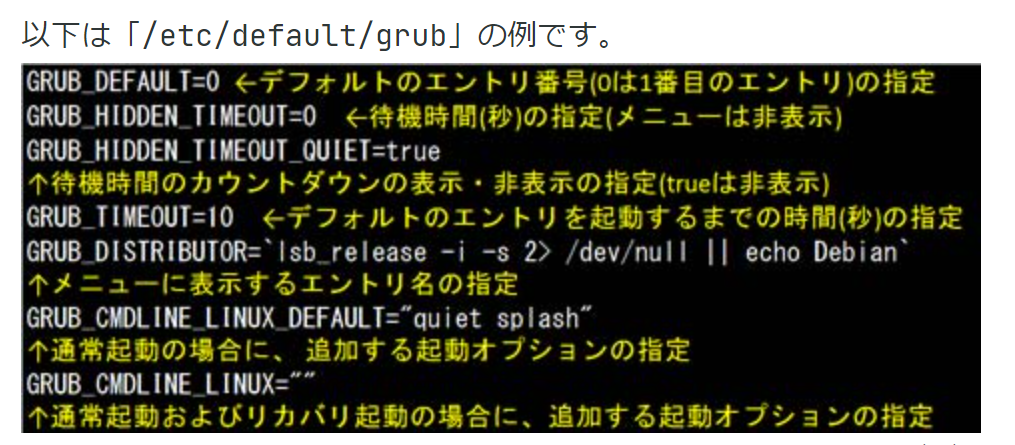 以下は「/etc/default/grub」の例です。
GRUB_DEFAULT=0 ←デフォルトのエントリ番号(0は1番目のエントリ)の指定
GRUB_HIDDEN_TIMEOUT=0 ←待機時間(秒)の指定(メニューは非表示)
GRUB_HIDDEN_TIMEOUT_QUIET=true
↑待機時間のカウントダウンの表示・非表示の指定(trueは非表示)
GRUB_TIMEOUT=10 ←デフォルトのエントリを起動するまでの時間(秒)の指定
GRUB_DISTRIBUTOR=`lsb_release -i -s 2> /dev/null || echo Debian`
↑メニューに表示するエントリ名の指定
GRUB_CMDLINE_LINUX_DEFAULT="quiet splash"
↑通常起動の場合に、追加する起動オプションの指定
GRUB_CMDLINE_LINUX=""
↑通常起動およびリカバリ起動の場合に、追加する起動オプションの指定